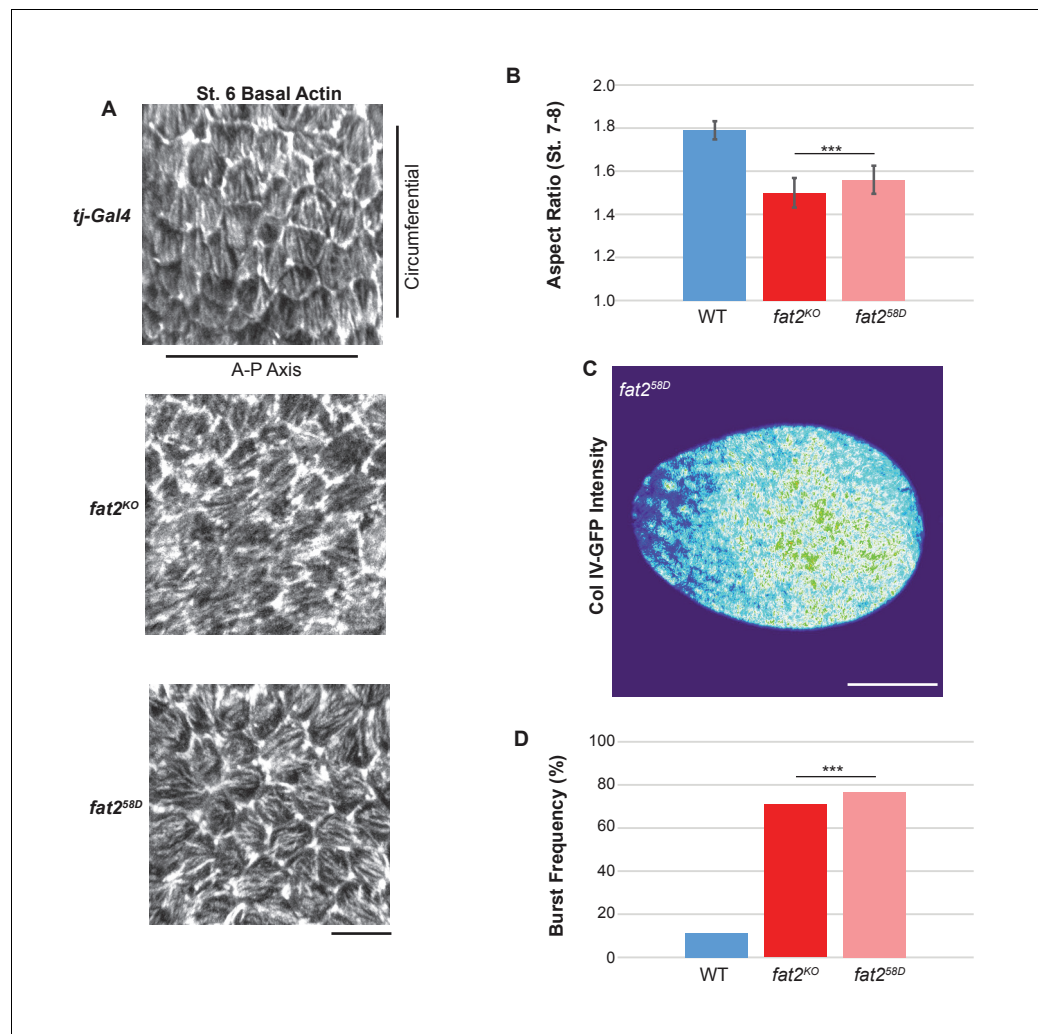 A
St. 6 Basal Actin
tj-Gal4
Circumferential
A-P Axis
fat2KO
fat258D
B
Aspect Ratio (St. 7-8)
2.0
1.8
1.6
1.4
1.2
1.0
***
WT
fat2KO
fat258D
C
fat258D
Col IV-GFP Intensity
D
Burst Frequency (%)
100
80
60
40
20
0
***
WT
fat2KO
fat258D